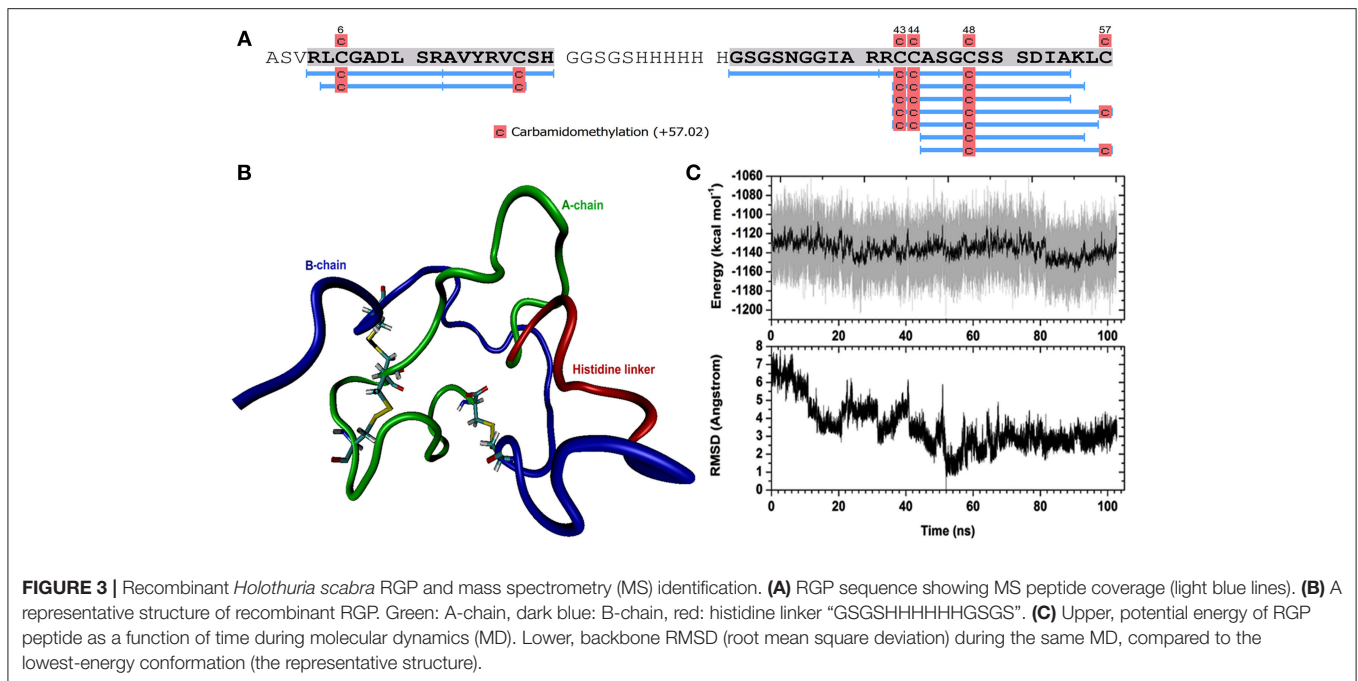 A
6
43 44
48
57
C
C C
C
C
ASVRLCGADL SRAVYRVCSH GGSGSHHHHH HGSGSNGGIA RRCCASGCSS SDIAKLC
C
C C
C
C
C
C C
C
C C
C
C C
C
C
C C
C
C
C
C
C Carbamidomethylation (+57.02)
B
A-chain
B-chain
Histidine linker
C
Energy (kcal mol⁻¹)
-1060
-1080
-1100
-1120
-1140
-1160
-1180
-1200
0 20 40 60 80 100
RMSD (Angstrom)
8
7
6
5
4
3
2
1
0
0 20 40 60 80 100
Time (ns)
FIGURE 3 | Recombinant Holothuria scabra RGP and mass spectrometry (MS) identification. (A) RGP sequence showing MS peptide coverage (light blue lines). (B) A
representative structure of recombinant RGP. Green: A-chain, dark blue: B-chain, red: histidine linker “GSGSHHHHHHGSGS”. (C) Upper, potential energy of RGP
peptide as a function of time during molecular dynamics (MD). Lower, backbone RMSD (root mean square deviation) during the same MD, compared to the
lowest-energy conformation (the representative structure).